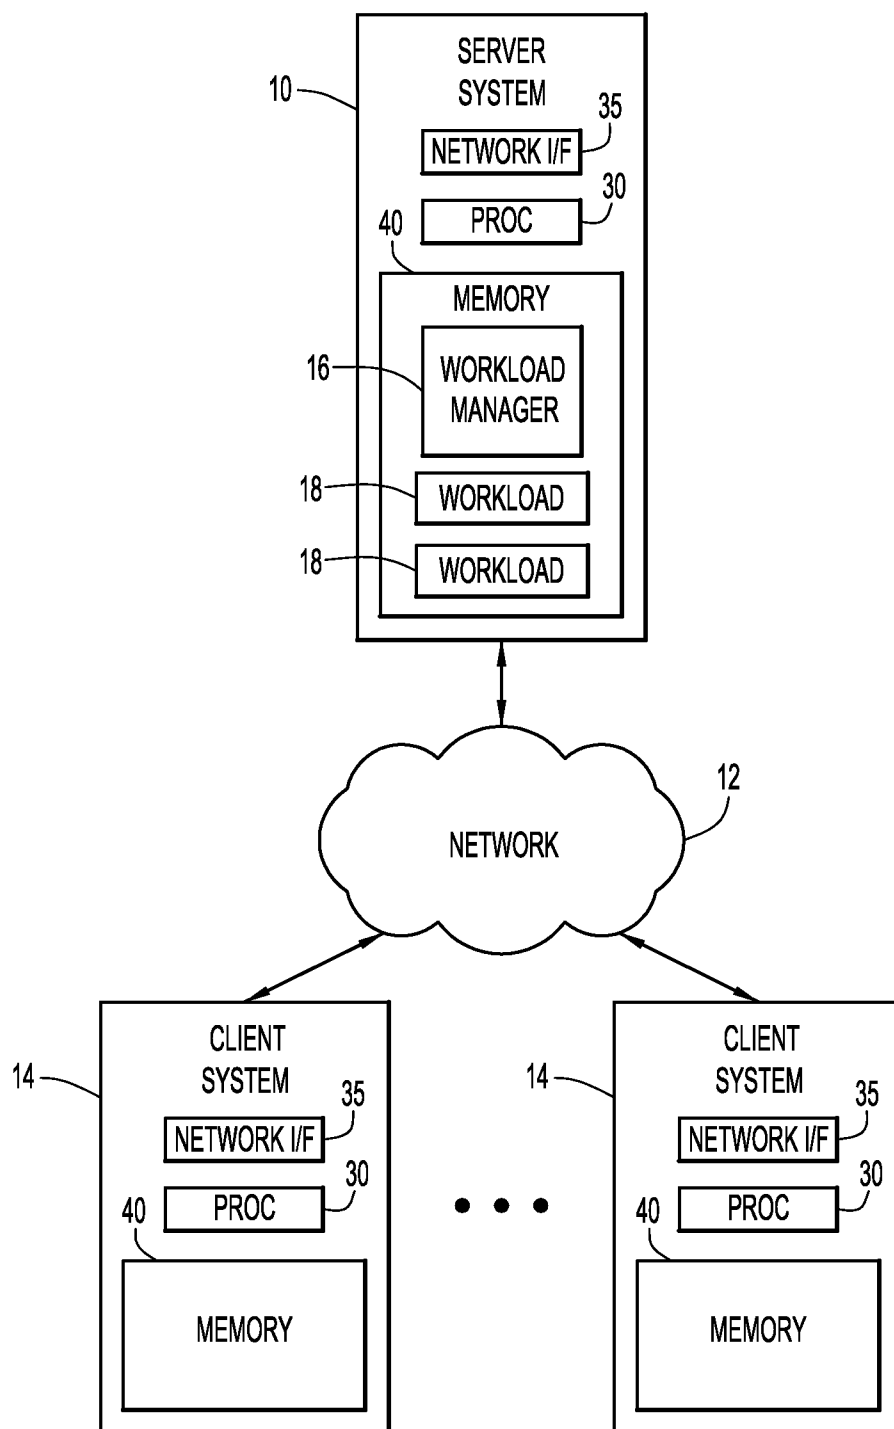 SERVER
SYSTEM
10
35
NETWORK I/F
30
PROC
40
MEMORY
16
WORKLOAD
MANAGER
18
WORKLOAD
18
WORKLOAD
12
NETWORK
CLIENT
SYSTEM
14
35
NETWORK I/F
30
PROC
40
MEMORY
CLIENT
SYSTEM
14
35
NETWORK I/F
30
PROC
40
MEMORY